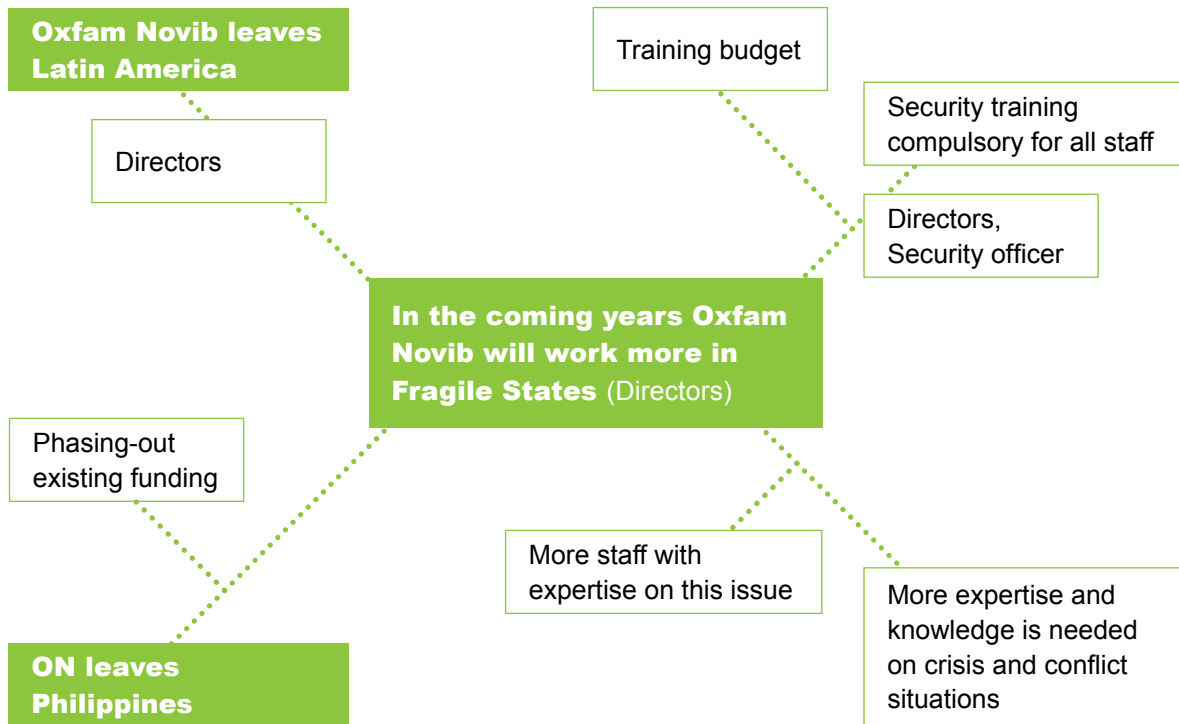 Oxfam Novib leaves
Latin America
Directors
Training budget
Security training
compulsory for all staff
Directors,
Security officer
In the coming years Oxfam
Novib will work more in
Fragile States (Directors)
Phasing-out
existing funding
More staff with
expertise on this issue
More expertise and
knowledge is needed
on crisis and conflict
situations
ON leaves
Philippines